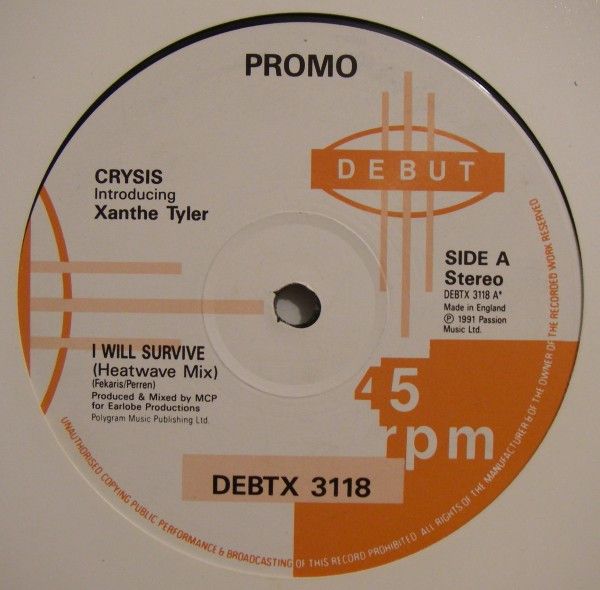 PROMO
CRYSIS
Introducing
Xanthe Tyler
DEBUT
SIDE A
Stereo
DEBTX 3118 A*
Made in England
Ⓟ 1991 Passion
Music Ltd.
I WILL SURVIVE
(Heatwave Mix)
(Fekaris/Perren)
Produced & Mixed by MCP
for Earlobe Productions
Polygram Music Publishing Ltd.
45
rpm
DEBTX 3118
UNAUTHORISED COPYING PUBLIC PERFORMANCE & BROADCASTING OF THIS RECORD PROHIBITED. ALL RIGHTS OF THE MANUFACTURER & OF THE OWNER OF THE RECORDED WORK RESERVED